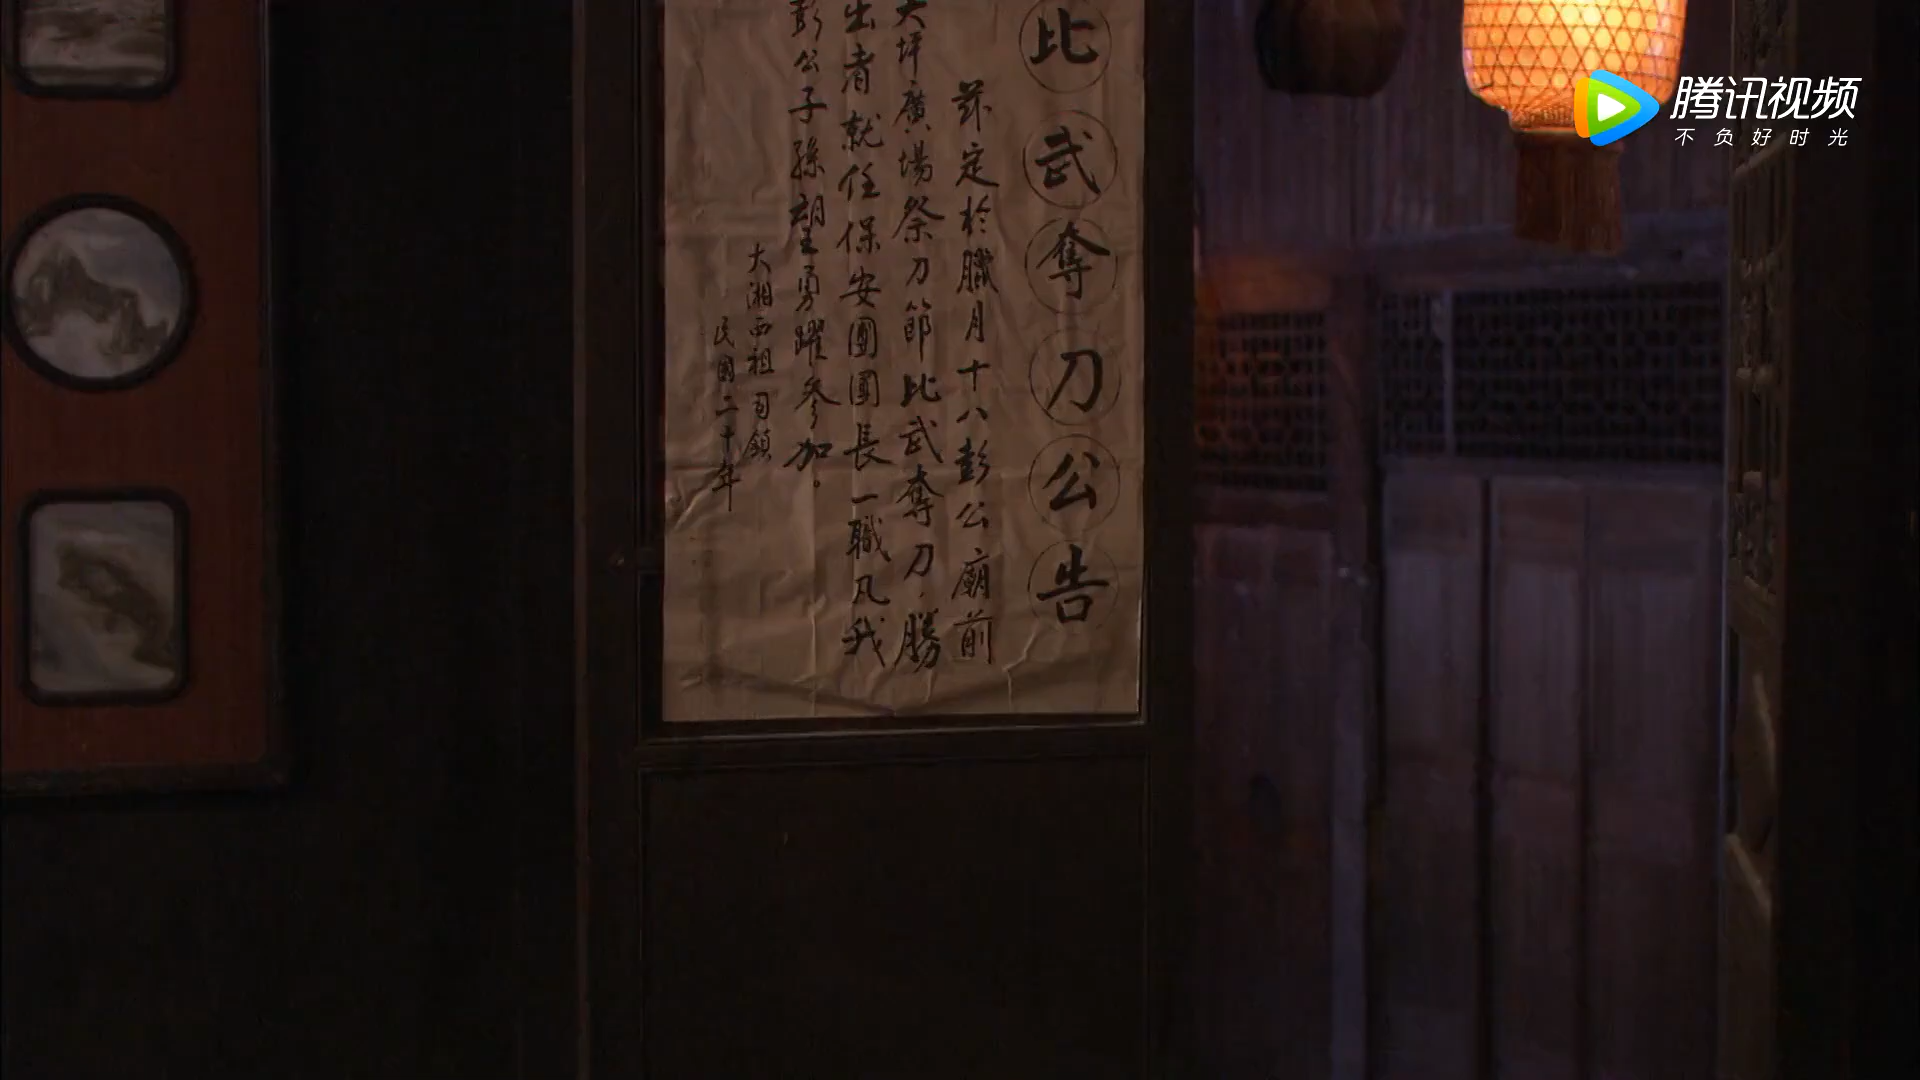 比武奪刀公告
茲定於臘月十八彭公廟前
大坪廣場祭刀節比武奪刀，勝
出者就任保安團團長一職凡我
彭公子孫望勇躍參加。
大湘西祖司鎮
民國二十年
腾讯视频
不负好时光